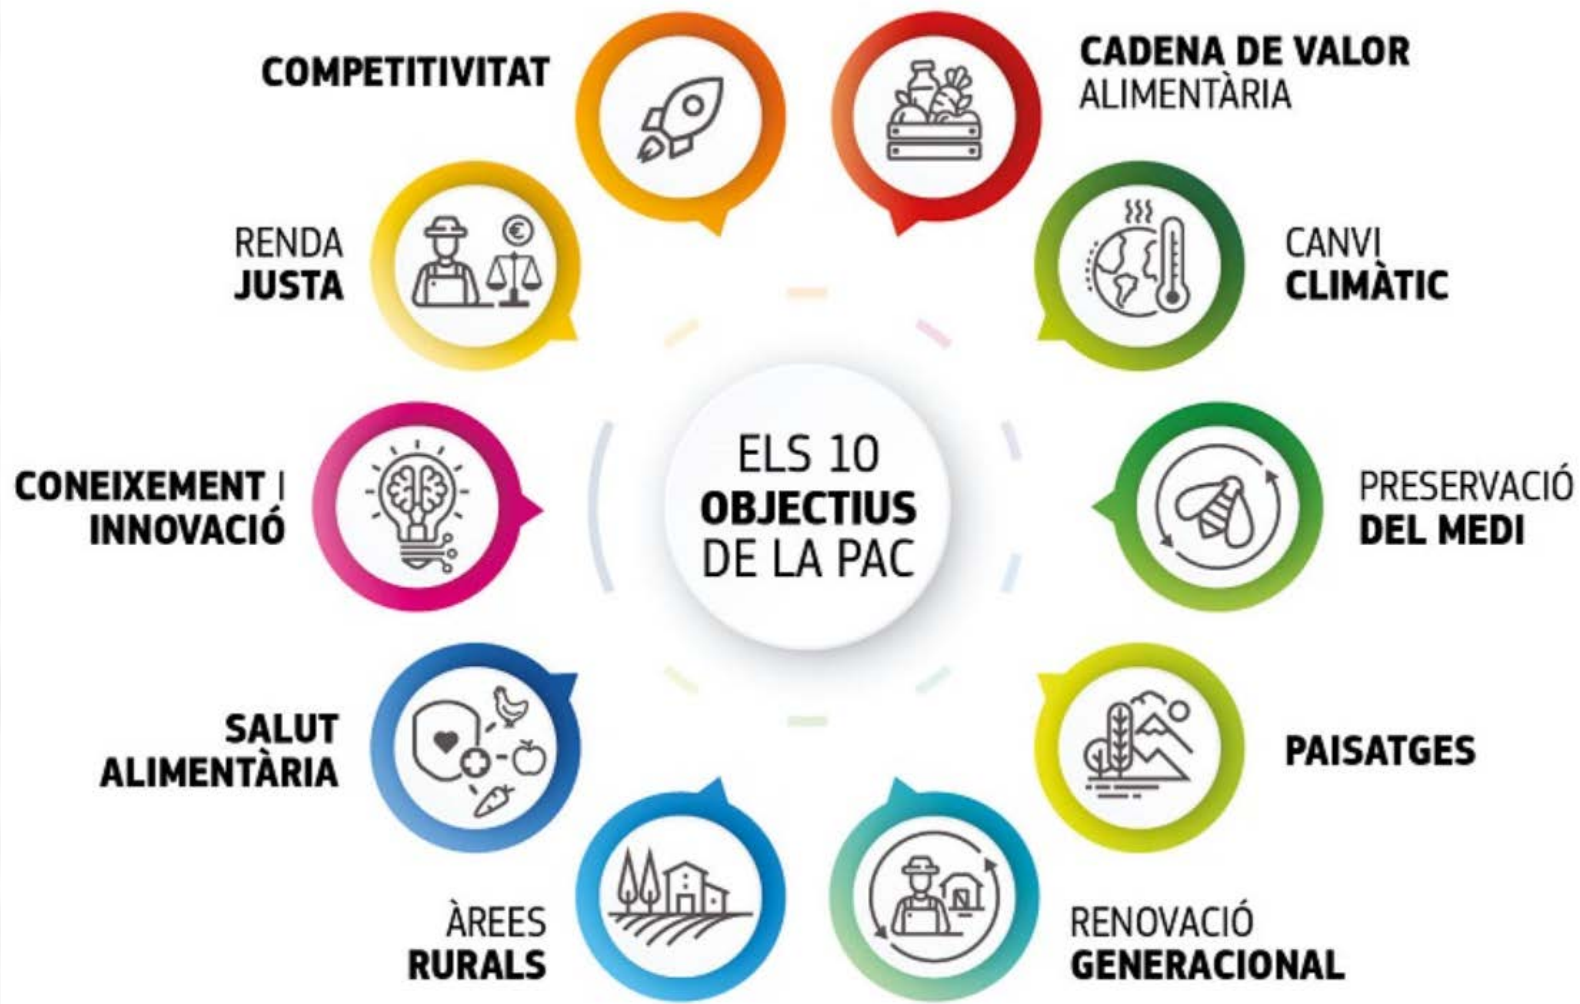 COMPETITIVITAT
CADENA DE VALOR
ALIMENTÀRIA
RENDA
JUSTA
€
CANVI
CLIMÀTIC
CONEIXEMENT I
INNOVACIÓ
ELS 10
OBJECTIUS
DE LA PAC
PRESERVACIÓ
DEL MEDI
SALUT
ALIMENTÀRIA
PAISATGES
ÀREES
RURALS
RENOVACIÓ
GENERACIONAL